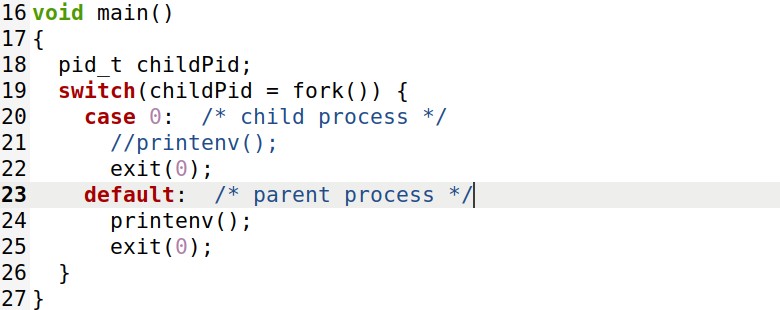 16 void main()
17 {
18   pid_t childPid;
19   switch(childPid = fork()) {
20     case 0:  /* child process */
21       //printenv();
22       exit(0);
23     default:  /* parent process */
24       printenv();
25       exit(0);
26   }
27 }